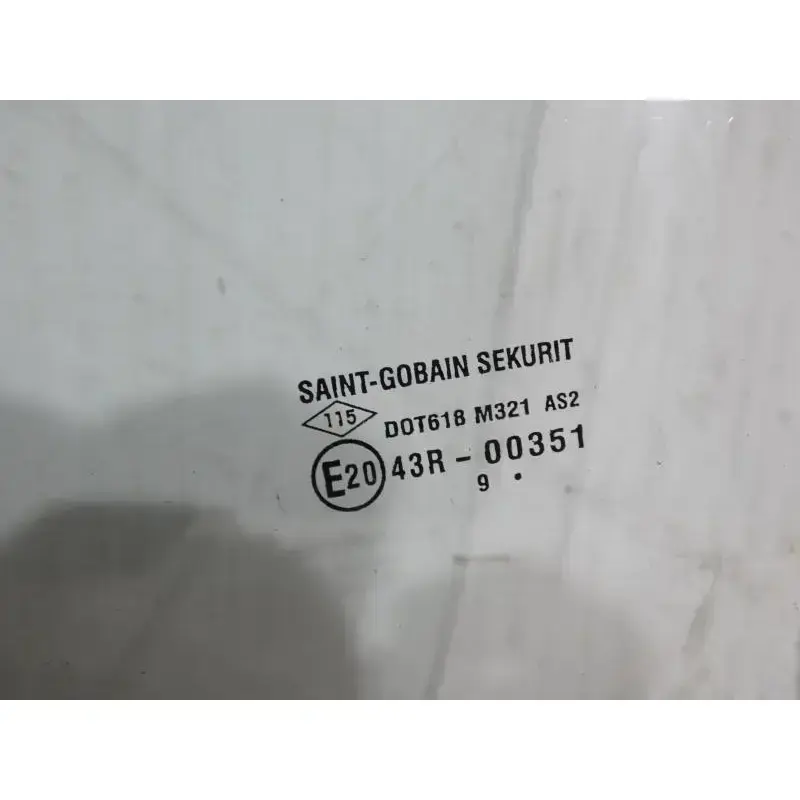 SAINT-GOBAIN SEKURIT
115 DOT618 M321 AS2
E20 43R - 00351
9 .